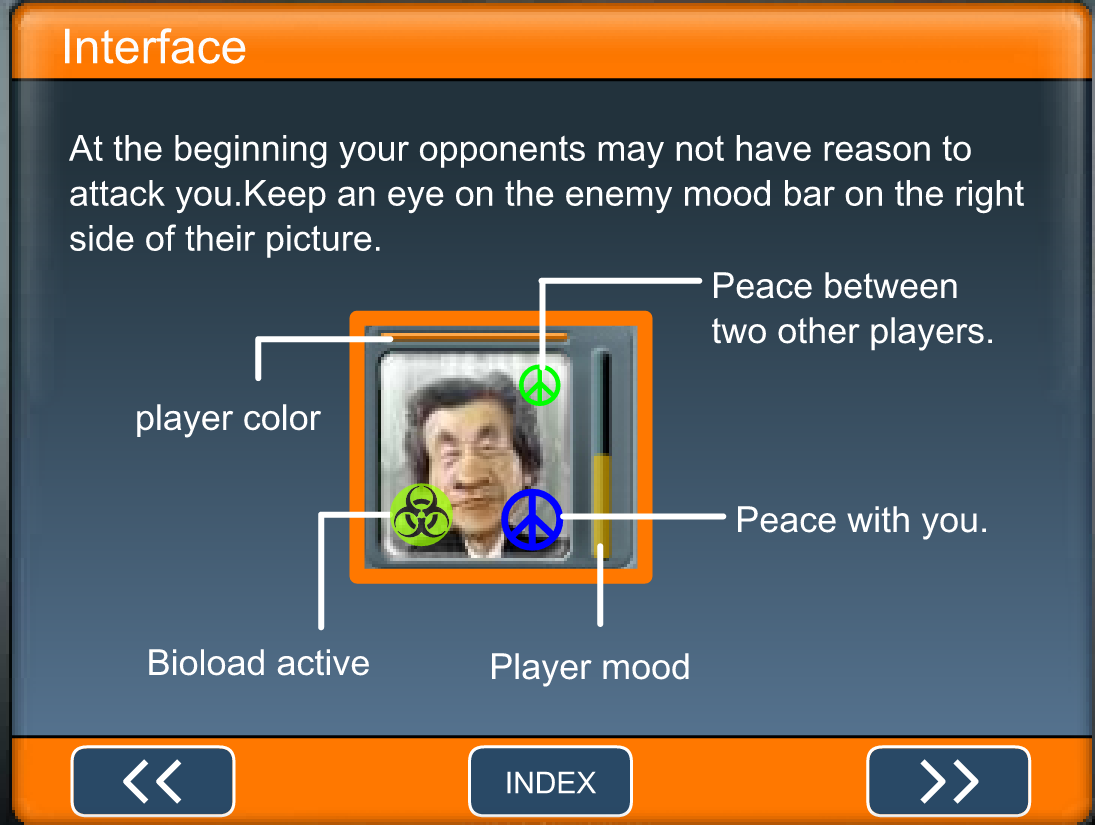 Interface
At the beginning your opponents may not have reason to
attack you.Keep an eye on the enemy mood bar on the right
side of their picture.
Peace between
two other players.
player color
Peace with you.
Bioload active
Player mood
INDEX